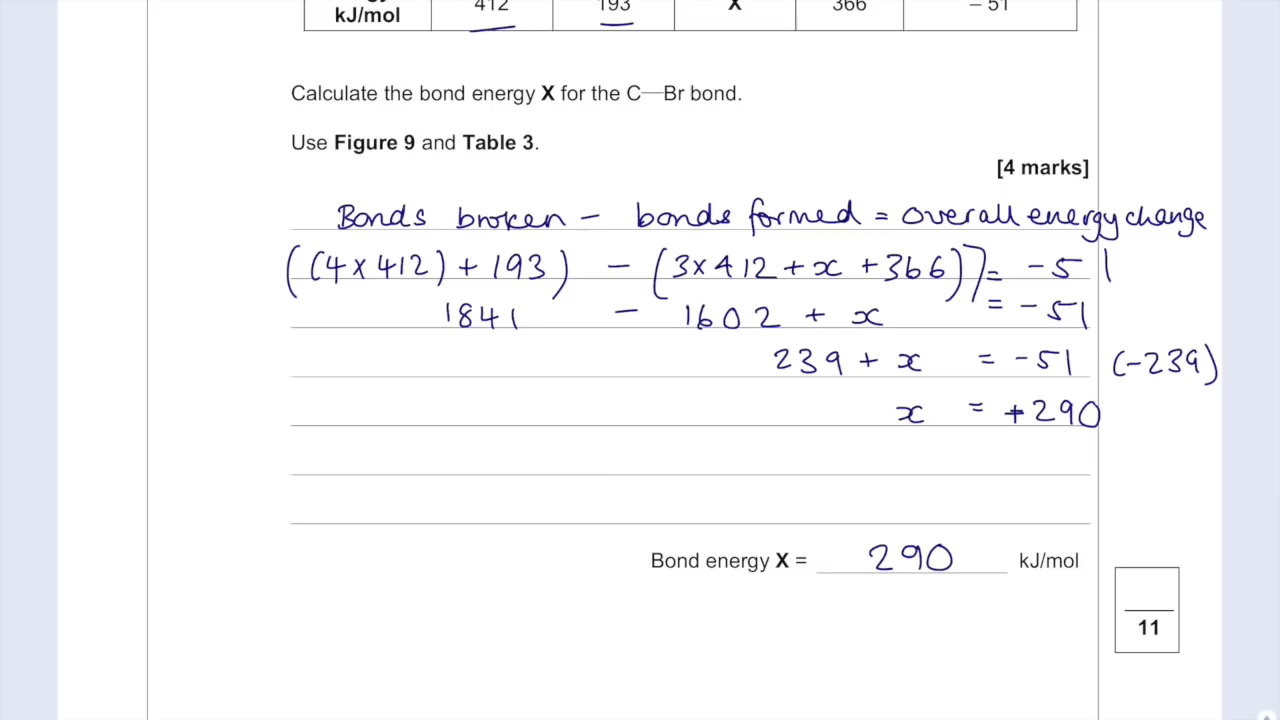 kJ/mol 412 193 X 366 – 51
Calculate the bond energy X for the C—Br bond.
Use Figure 9 and Table 3.
[4 marks]
Bonds broken - bonds formed = overall energy change
((4 x 412) + 193) - (3 x 412 + x + 366)] = -51
1841 - 1602 + x = -51
239 + x = -51 (-239)
x = +290
Bond energy X = 290 kJ/mol
11